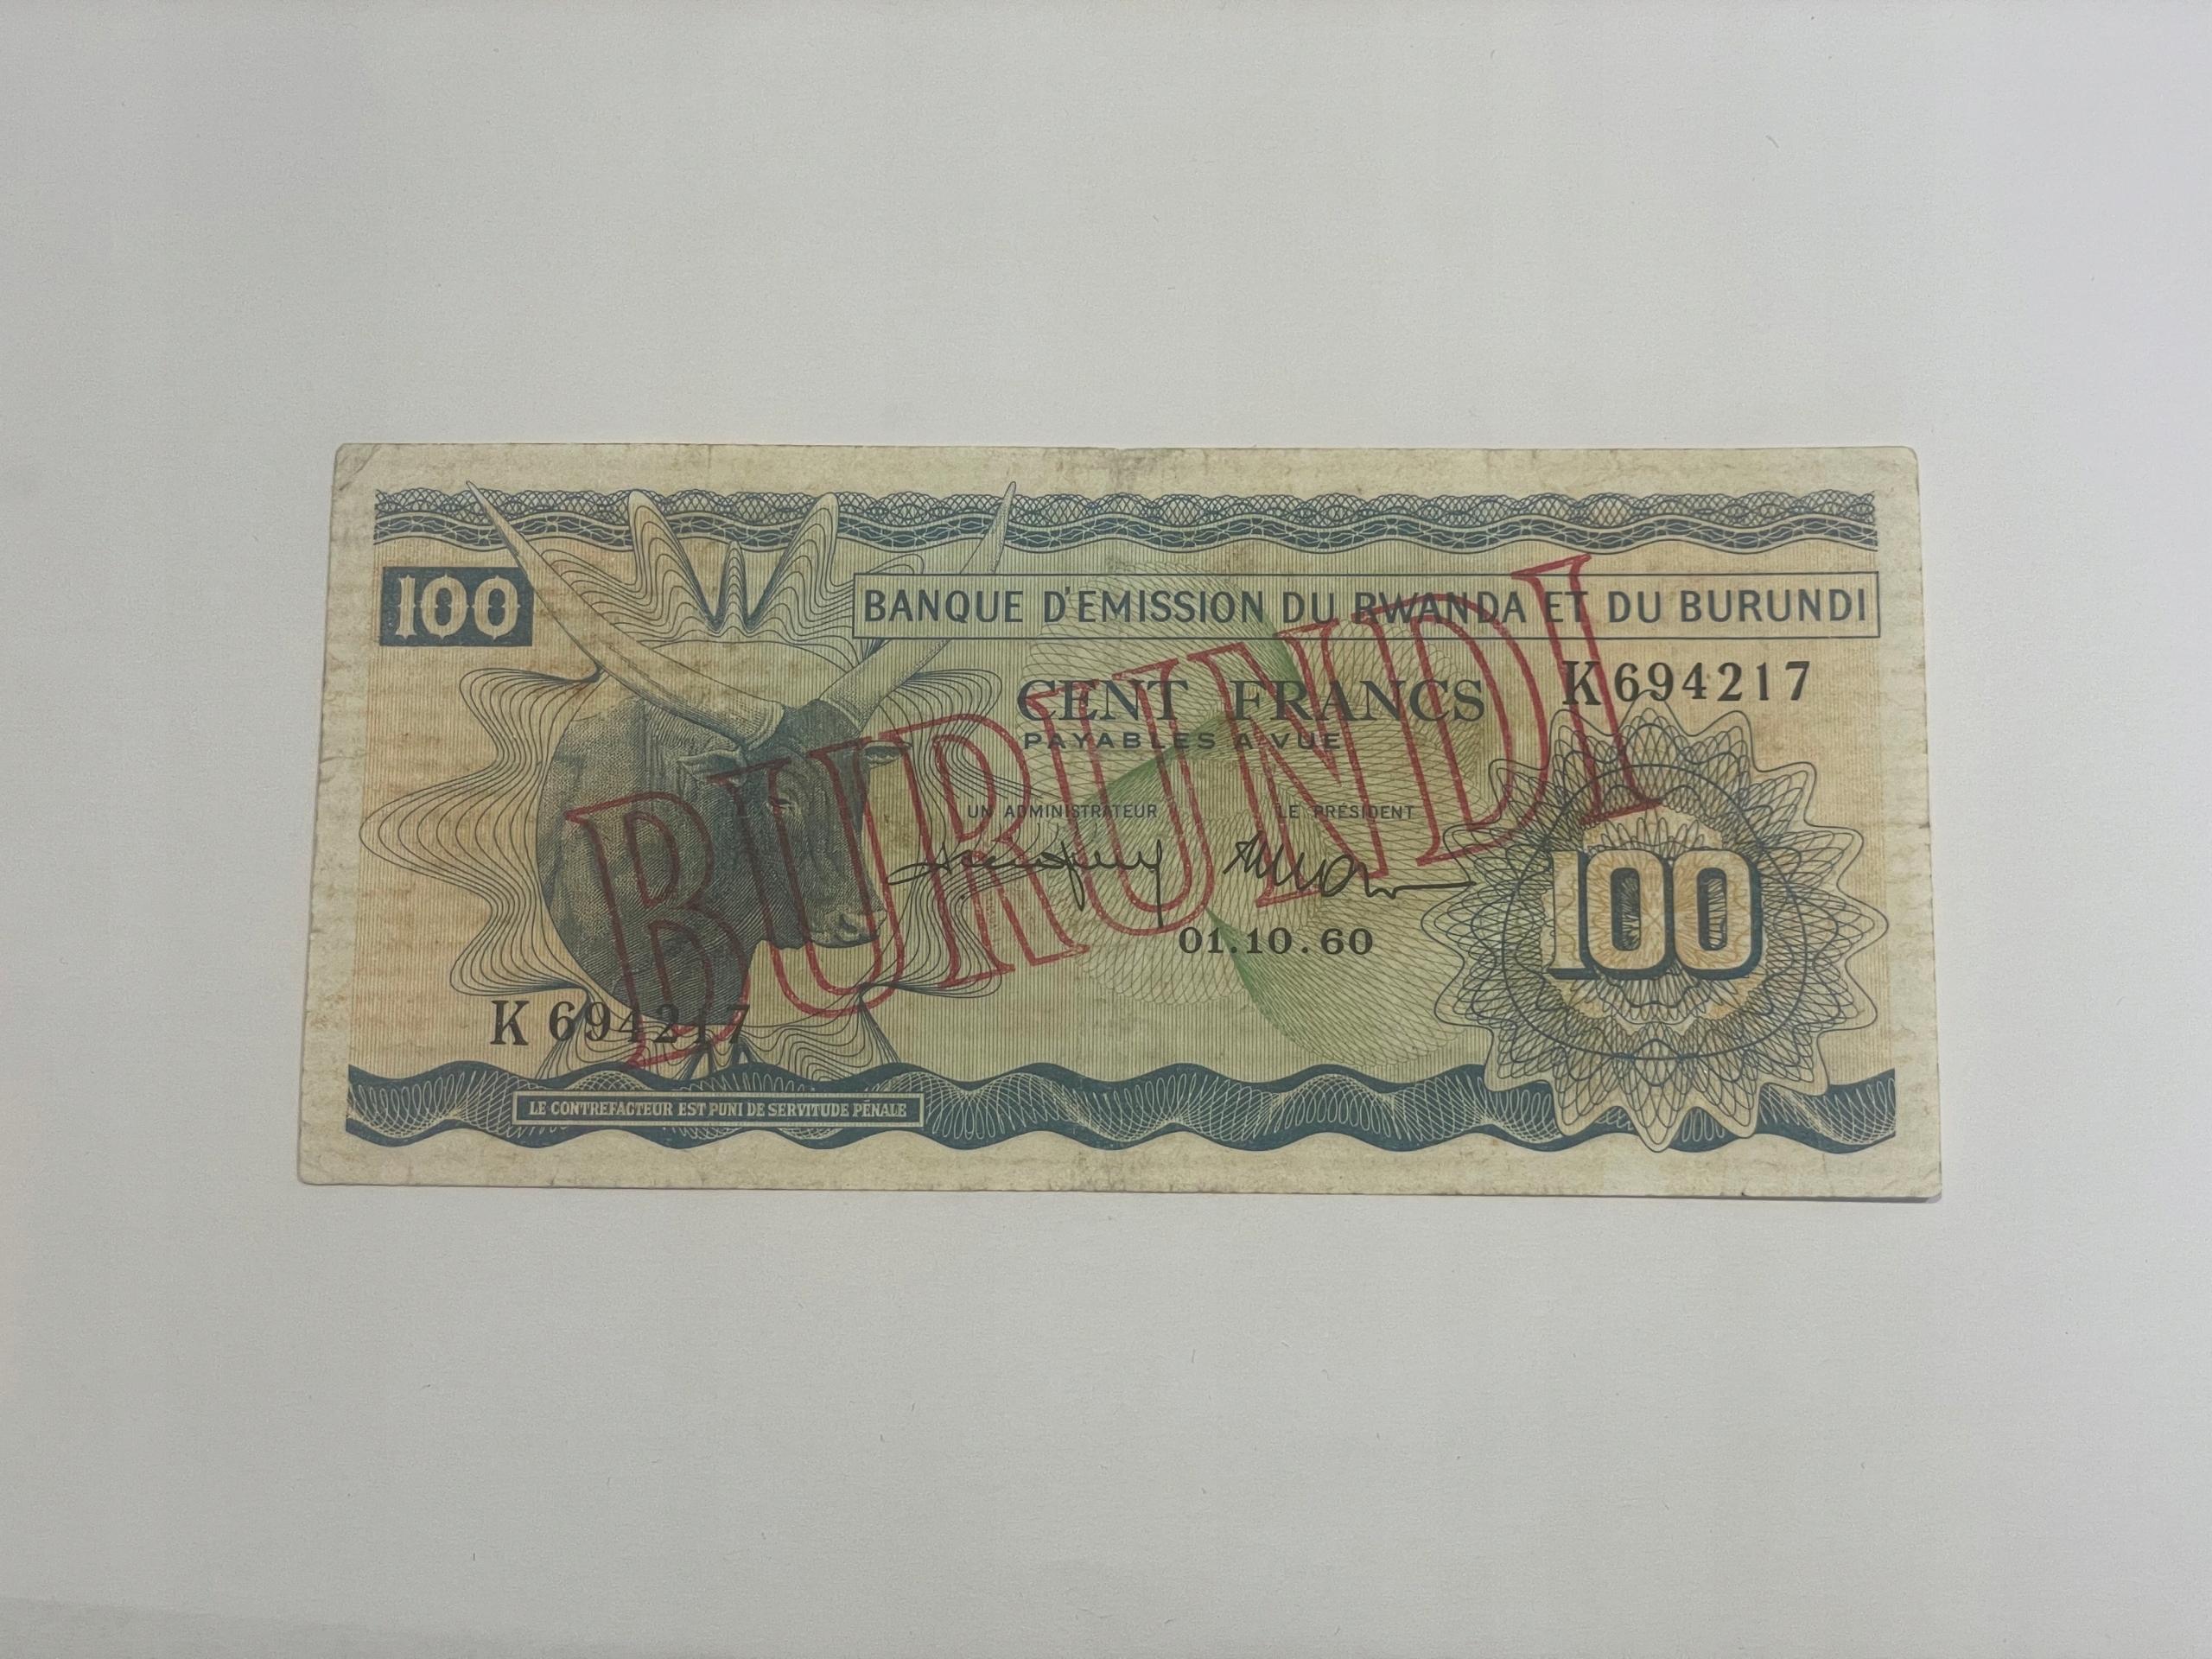 100
BANQUE D'EMISSION DU RWANDA ET DU BURUNDI
K694217
CENT FRANCS
PAYABLES A VUE
BURUNDI
UN ADMINISTRATEUR LE PRÉSIDENT
01.10.60
100
K 694217
LE CONTREFACTEUR EST PUNI DE SERVITUDE PÉNALE